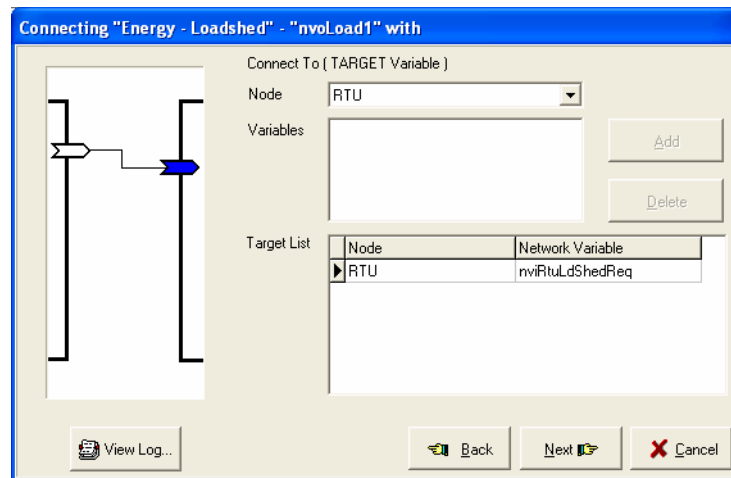 Connecting "Energy - Loadshed" - "nvoLoad1" with
Connect To ( TARGET Variable )
Node RTU
Variables
Add
Delete
Target List Node Network Variable
RTU nviRtuLdShedReq
View Log... Back Next Cancel